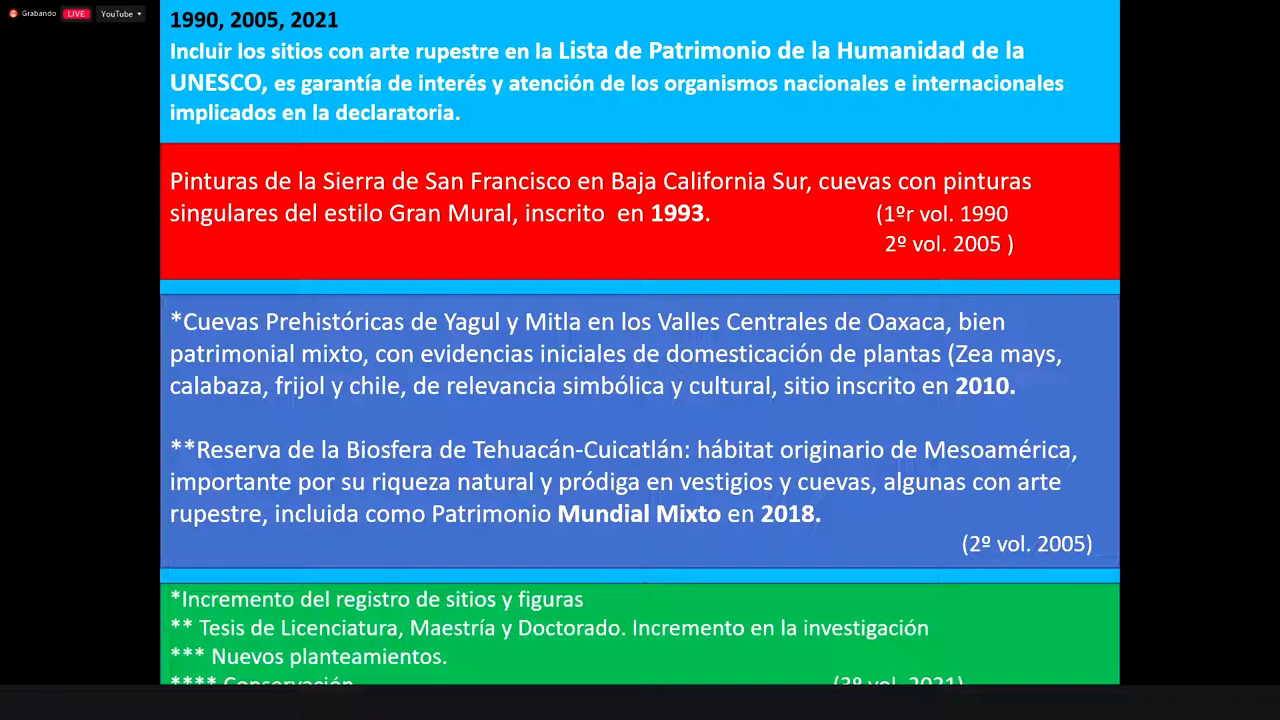 Grabando LIVE YouTube
1990, 2005, 2021
Incluir los sitios con arte rupestre en la Lista de Patrimonio de la Humanidad de la
UNESCO, es garantía de interés y atención de los organismos nacionales e internacionales
implicados en la declaratoria.
Pinturas de la Sierra de San Francisco en Baja California Sur, cuevas con pinturas
singulares del estilo Gran Mural, inscrito en 1993. (1ºr vol. 1990
2º vol. 2005 )
*Cuevas Prehistóricas de Yagul y Mitla en los Valles Centrales de Oaxaca, bien
patrimonial mixto, con evidencias iniciales de domesticación de plantas (Zea mays,
calabaza, frijol y chile, de relevancia simbólica y cultural, sitio inscrito en 2010.
**Reserva de la Biosfera de Tehuacán-Cuicatlán: hábitat originario de Mesoamérica,
importante por su riqueza natural y pródiga en vestigios y cuevas, algunas con arte
rupestre, incluida como Patrimonio Mundial Mixto en 2018.
(2º vol. 2005)
*Incremento del registro de sitios y figuras
** Tesis de Licenciatura, Maestría y Doctorado. Incremento en la investigación
*** Nuevos planteamientos.
**** Conservación (3º vol. 2021)